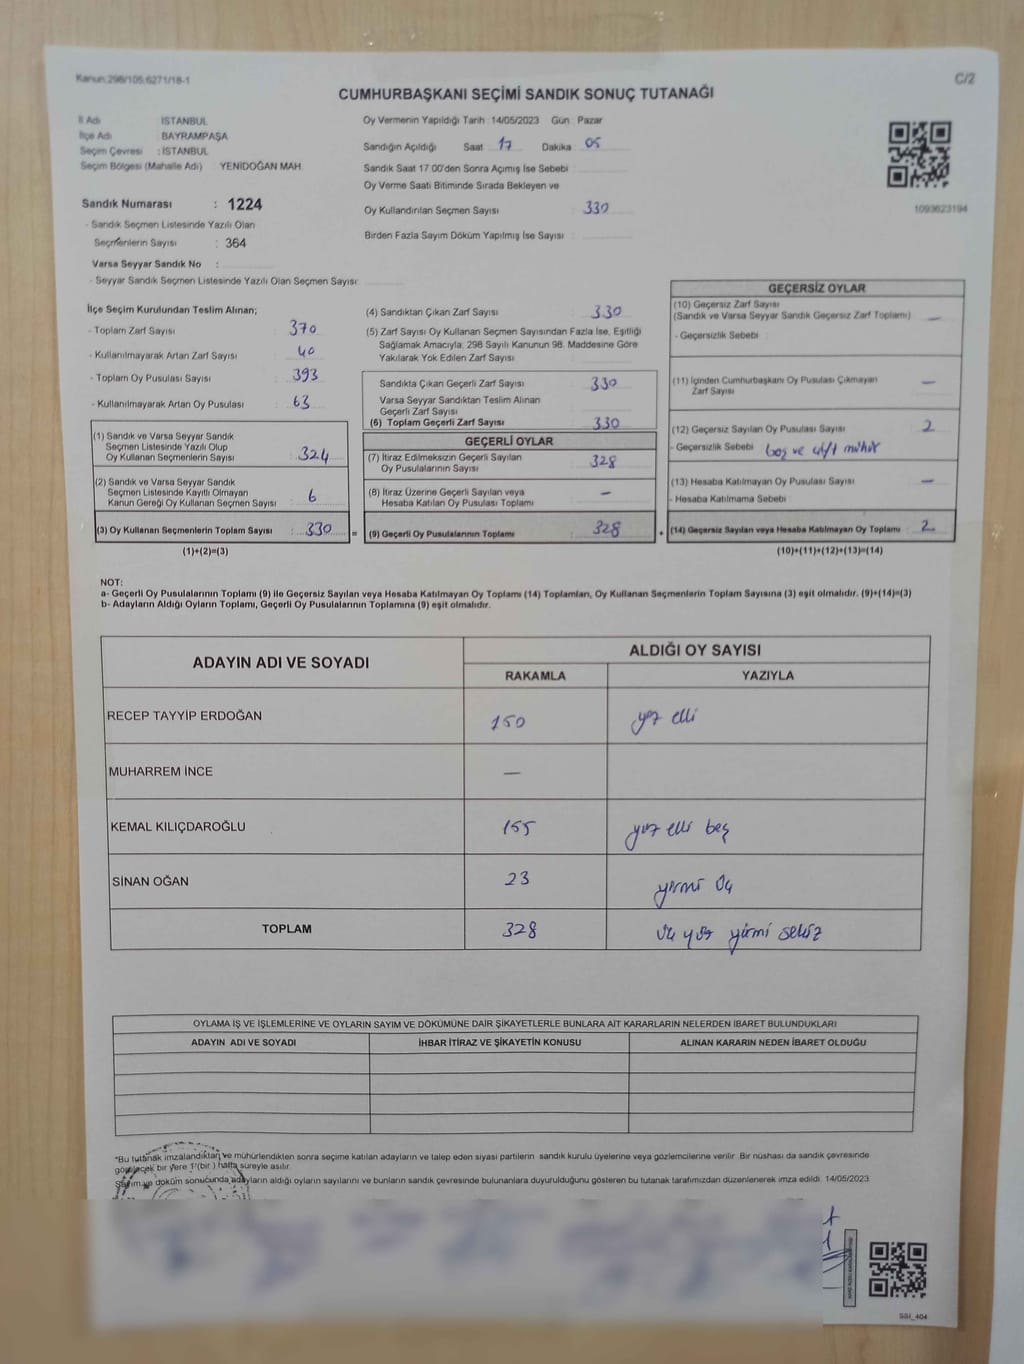 Kanun:298/105;6271/18-1
C/2
CUMHURBAŞKANI SEÇİMİ SANDIK SONUÇ TUTANAĞI
İl Adı : İSTANBUL
İlçe Adı : BAYRAMPAŞA
Seçim Çevresi : İSTANBUL
Seçim Bölgesi (Mahalle Adı) YENİDOĞAN MAH.
Oy Vermenin Yapıldığı Tarih :14/05/2023 Gün : Pazar
Sandığın Açıldığı Saat : 17 Dakika : 05
Sandık Saat 17:00'den Sonra Açımış İse Sebebi :
Oy Verme Saati Bitiminde Sırada Bekleyen ve
Oy Kullandırılan Seçmen Sayısı : 330
Birden Fazla Sayım Döküm Yapılmış İse Sayısı :
1093623194
Sandık Numarası : 1224
- Sandık Seçmen Listesinde Yazılı Olan
Seçmenlerin Sayısı : 364
Varsa Seyyar Sandık No :
- Seyyar Sandık Seçmen Listesinde Yazılı Olan Seçmen Sayısı:
İlçe Seçim Kurulundan Teslim Alınan;
- Toplam Zarf Sayısı : 370
- Kullanılmayarak Artan Zarf Sayısı : 40
- Toplam Oy Pusulası Sayısı : 393
- Kullanılmayarak Artan Oy Pusulası : 63
(1) Sandık ve Varsa Seyyar Sandık
Seçmen Listesinde Yazılı Olup
Oy Kullanan Seçmenlerin Sayısı : 324
(2) Sandık ve Varsa Seyyar Sandık
Seçmen Listesinde Kayıtlı Olmayan
Kanun Gereği Oy Kullanan Seçmen Sayısı : 6
(3) Oy Kullanan Seçmenlerin Toplam Sayısı : 330 =
(1)+(2)=(3)
(4) Sandıktan Çıkan Zarf Sayısı : 330
(5) Zarf Sayısı Oy Kullanan Seçmen Sayısından Fazla İse, Eşitliği
Sağlamak Amacıyla; 298 Sayılı Kanunun 98. Maddesine Göre
Yakılarak Yok Edilen Zarf Sayısı :
Sandıkta Çıkan Geçerli Zarf Sayısı : 330
Varsa Seyyar Sandıktan Teslim Alınan
Geçerli Zarf Sayısı :
(6) Toplam Geçerli Zarf Sayısı : 330
GEÇERLİ OYLAR
(7) İtiraz Edilmeksizin Geçerli Sayılan
Oy Pusulalarının Sayısı : 328
(8) İtiraz Üzerine Geçerli Sayılan veya
Hesaba Katılan Oy Pusulası Toplamı : —
(9) Geçerli Oy Pusulalarının Toplamı : 328 +
GEÇERSİZ OYLAR
(10) Geçersiz Zarf Sayısı
(Sandık ve Varsa Seyyar Sandık Geçersiz Zarf Toplamı) : —
- Geçersizlik Sebebi :
(11) İçinden Cumhurbaşkanı Oy Pusulası Çıkmayan
Zarf Sayısı : —
(12) Geçersiz Sayılan Oy Pusulası Sayısı : 2
- Geçersizlik Sebebi : boş ve çift mühür
(13) Hesaba Katılmayan Oy Pusulası Sayısı : —
- Hesaba Katılmama Sebebi :
(14) Geçersiz Sayılan veya Hesaba Katılmayan Oy Toplamı : 2
(10)+(11)+(12)+(13)=(14)
NOT:
a- Geçerli Oy Pusulalarının Toplamı (9) ile Geçersiz Sayılan veya Hesaba Katılmayan Oy Toplamı (14) Toplamları, Oy Kullanan Seçmenlerin Toplam Sayısına (3) eşit olmalıdır. (9)+(14)=(3)
b- Adayların Aldığı Oyların Toplamı, Geçerli Oy Pusulalarının Toplamına (9) eşit olmalıdır.
ADAYIN ADI VE SOYADI
ALDIĞI OY SAYISI
RAKAMLA YAZIYLA
RECEP TAYYİP ERDOĞAN 150 yüz elli
MUHARREM İNCE —
KEMAL KILIÇDAROĞLU 155 yüz elli beş
SİNAN OĞAN 23 yirmi üç
TOPLAM 328 üç yüz yirmi sekiz
OYLAMA İŞ VE İŞLEMLERİNE VE OYLARIN SAYIM VE DÖKÜMÜNE DAİR ŞİKAYETLERLE BUNLARA AİT KARARLARIN NELERDEN İBARET BULUNDUKLARI
ADAYIN ADI VE SOYADI İHBAR İTİRAZ VE ŞİKAYETİN KONUSU ALINAN KARARIN NEDEN İBARET OLDUĞU
*Bu tutanak imzalandıktan ve mühürlendikten sonra seçime katılan adayların ve talep eden siyasi partilerin sandık kurulu üyelerine veya gözlemcilerine verilir. Bir nüshası da sandık çevresinde
görülecek bir yere 1 (bir) hafta süreyle asılır.
Sayım ve döküm sonucunda adayların aldığı oyların sayılarını ve bunların sandık çevresinde bulunanlara duyurulduğunu gösteren bu tutanak tarafımızdan düzenlenerek imza edildi. 14/05/2023
SSI_404